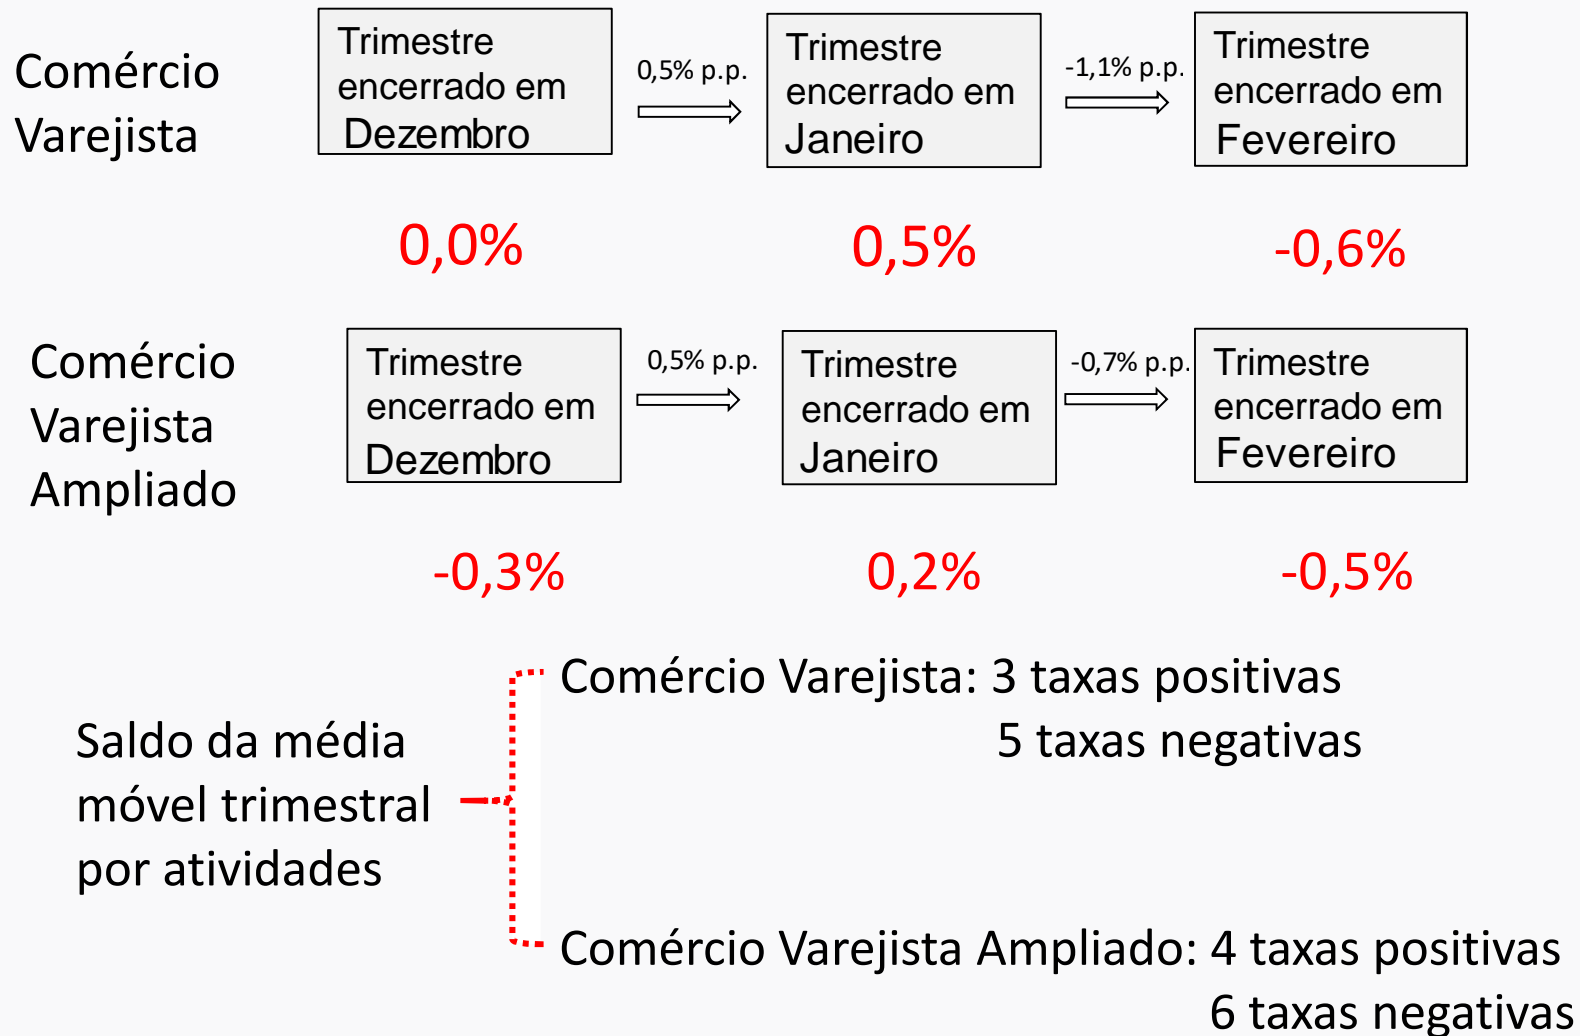 Comércio
Varejista
Trimestre
encerrado em
Dezembro
0,5% p.p.
Trimestre
encerrado em
Janeiro
-1,1% p.p.
Trimestre
encerrado em
Fevereiro
0,0%
0,5%
-0,6%
Comércio
Varejista
Ampliado
Trimestre
encerrado em
Dezembro
0,5% p.p.
Trimestre
encerrado em
Janeiro
-0,7% p.p.
Trimestre
encerrado em
Fevereiro
-0,3%
0,2%
-0,5%
Saldo da média
móvel trimestral
por atividades
Comércio Varejista: 3 taxas positivas
5 taxas negativas
Comércio Varejista Ampliado: 4 taxas positivas
6 taxas negativas